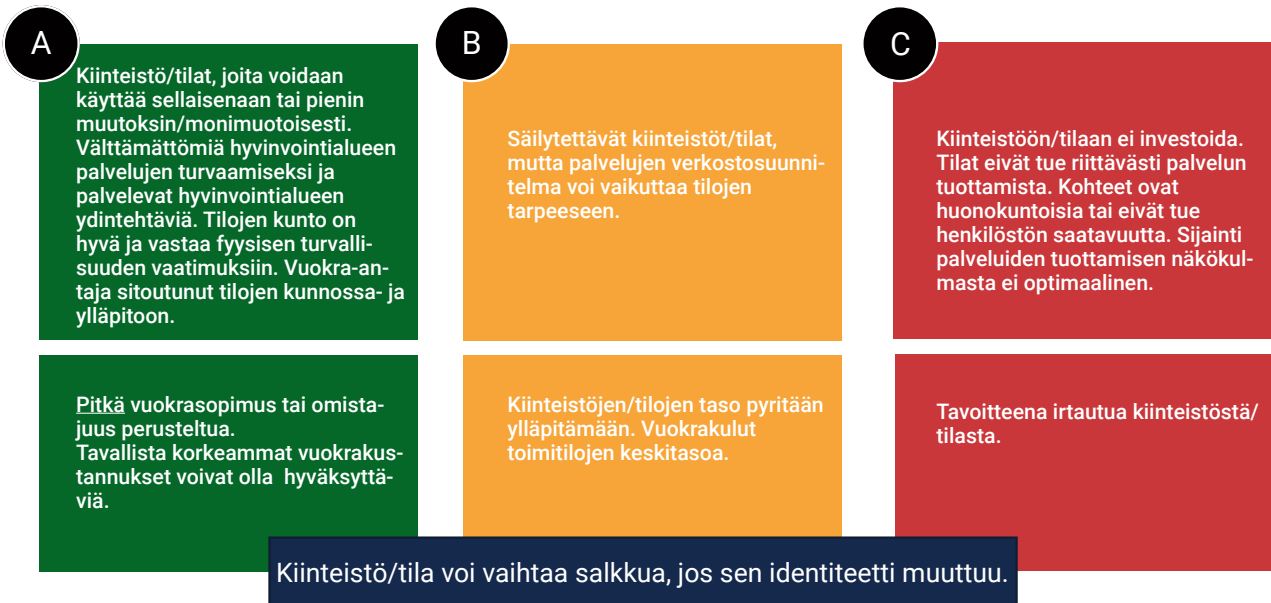 A
Kiinteistö/tilat, joita voidaan
käyttää sellaisenaan tai pienin
muutoksin/monimuotoisesti.
Välttämättömiä hyvinvointialueen
palvelujen turvaamiseksi ja
palvelevat hyvinvointialueen
ydintehtäviä. Tilojen kunto on
hyvä ja vastaa fyysisen turvalli-
suuden vaatimuksiin. Vuokra-an-
taja sitoutunut tilojen kunnossa- ja
ylläpitoon.
Pitkä vuokrasopimus tai omista-
juus perusteltua.
Tavallista korkeammat vuokrakus-
tannukset voivat olla hyväksyttä-
viä.
B
Säilytettävät kiinteistöt/tilat,
mutta palvelujen verkostosuunni-
telma voi vaikuttaa tilojen
tarpeeseen.
Kiinteistöjen/tilojen taso pyritään
ylläpitämään. Vuokrakulut
toimitilojen keskitasoa.
C
Kiinteistöön/tilaan ei investoida.
Tilat eivät tue riittävästi palvelun
tuottamista. Kohteet ovat
huonokuntoisia tai eivät tue
henkilöstön saatavuutta. Sijainti
palveluiden tuottamisen näkökul-
masta ei optimaalinen.
Tavoitteena irtautua kiinteistöstä/
tilasta.
Kiinteistö/tila voi vaihtaa salkkua, jos sen identiteetti muuttuu.